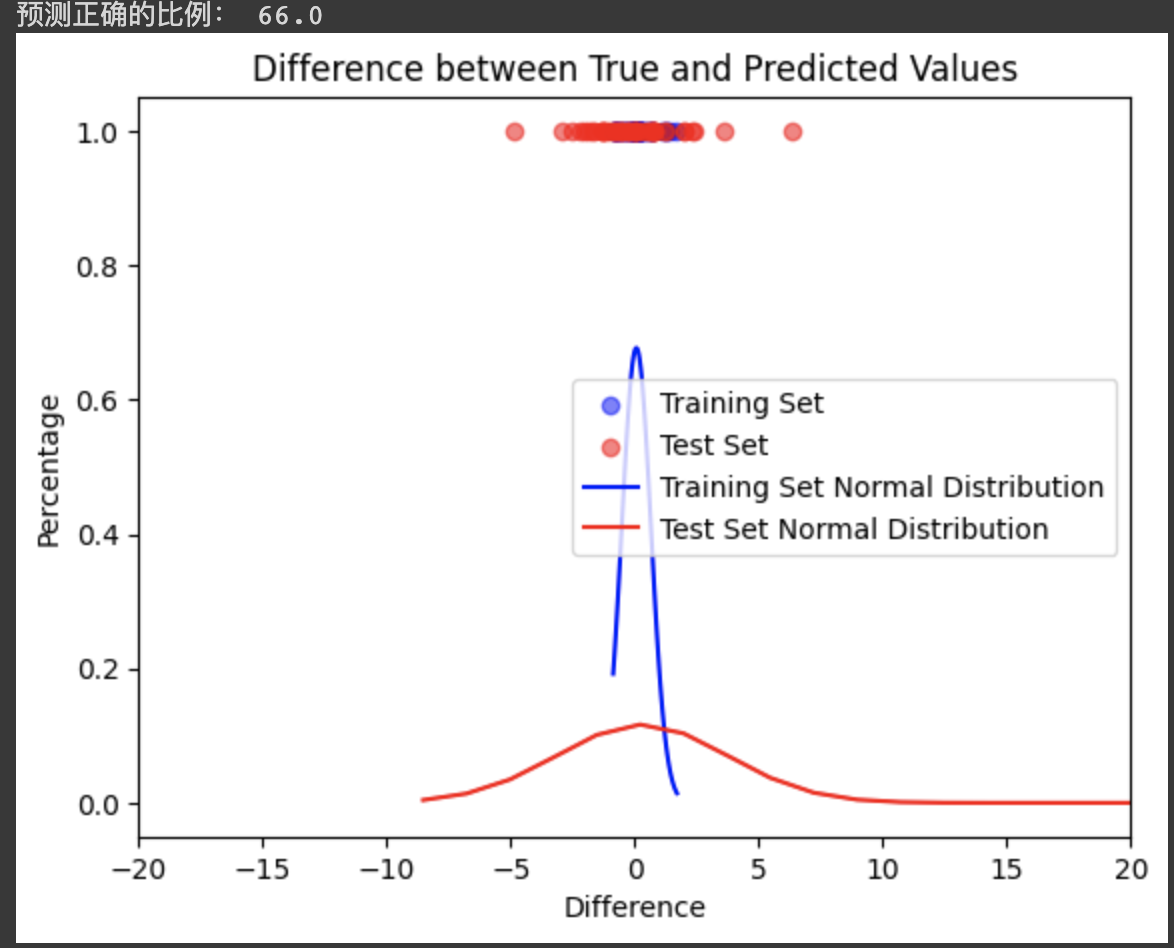 预测正确的比例： 66.0
Difference between True and Predicted Values
1.0
0.8
0.6
0.4
0.2
0.0
Percentage
Training Set
Test Set
Training Set Normal Distribution
Test Set Normal Distribution
−20 −15 −10 −5 0 5 10 15 20
Difference